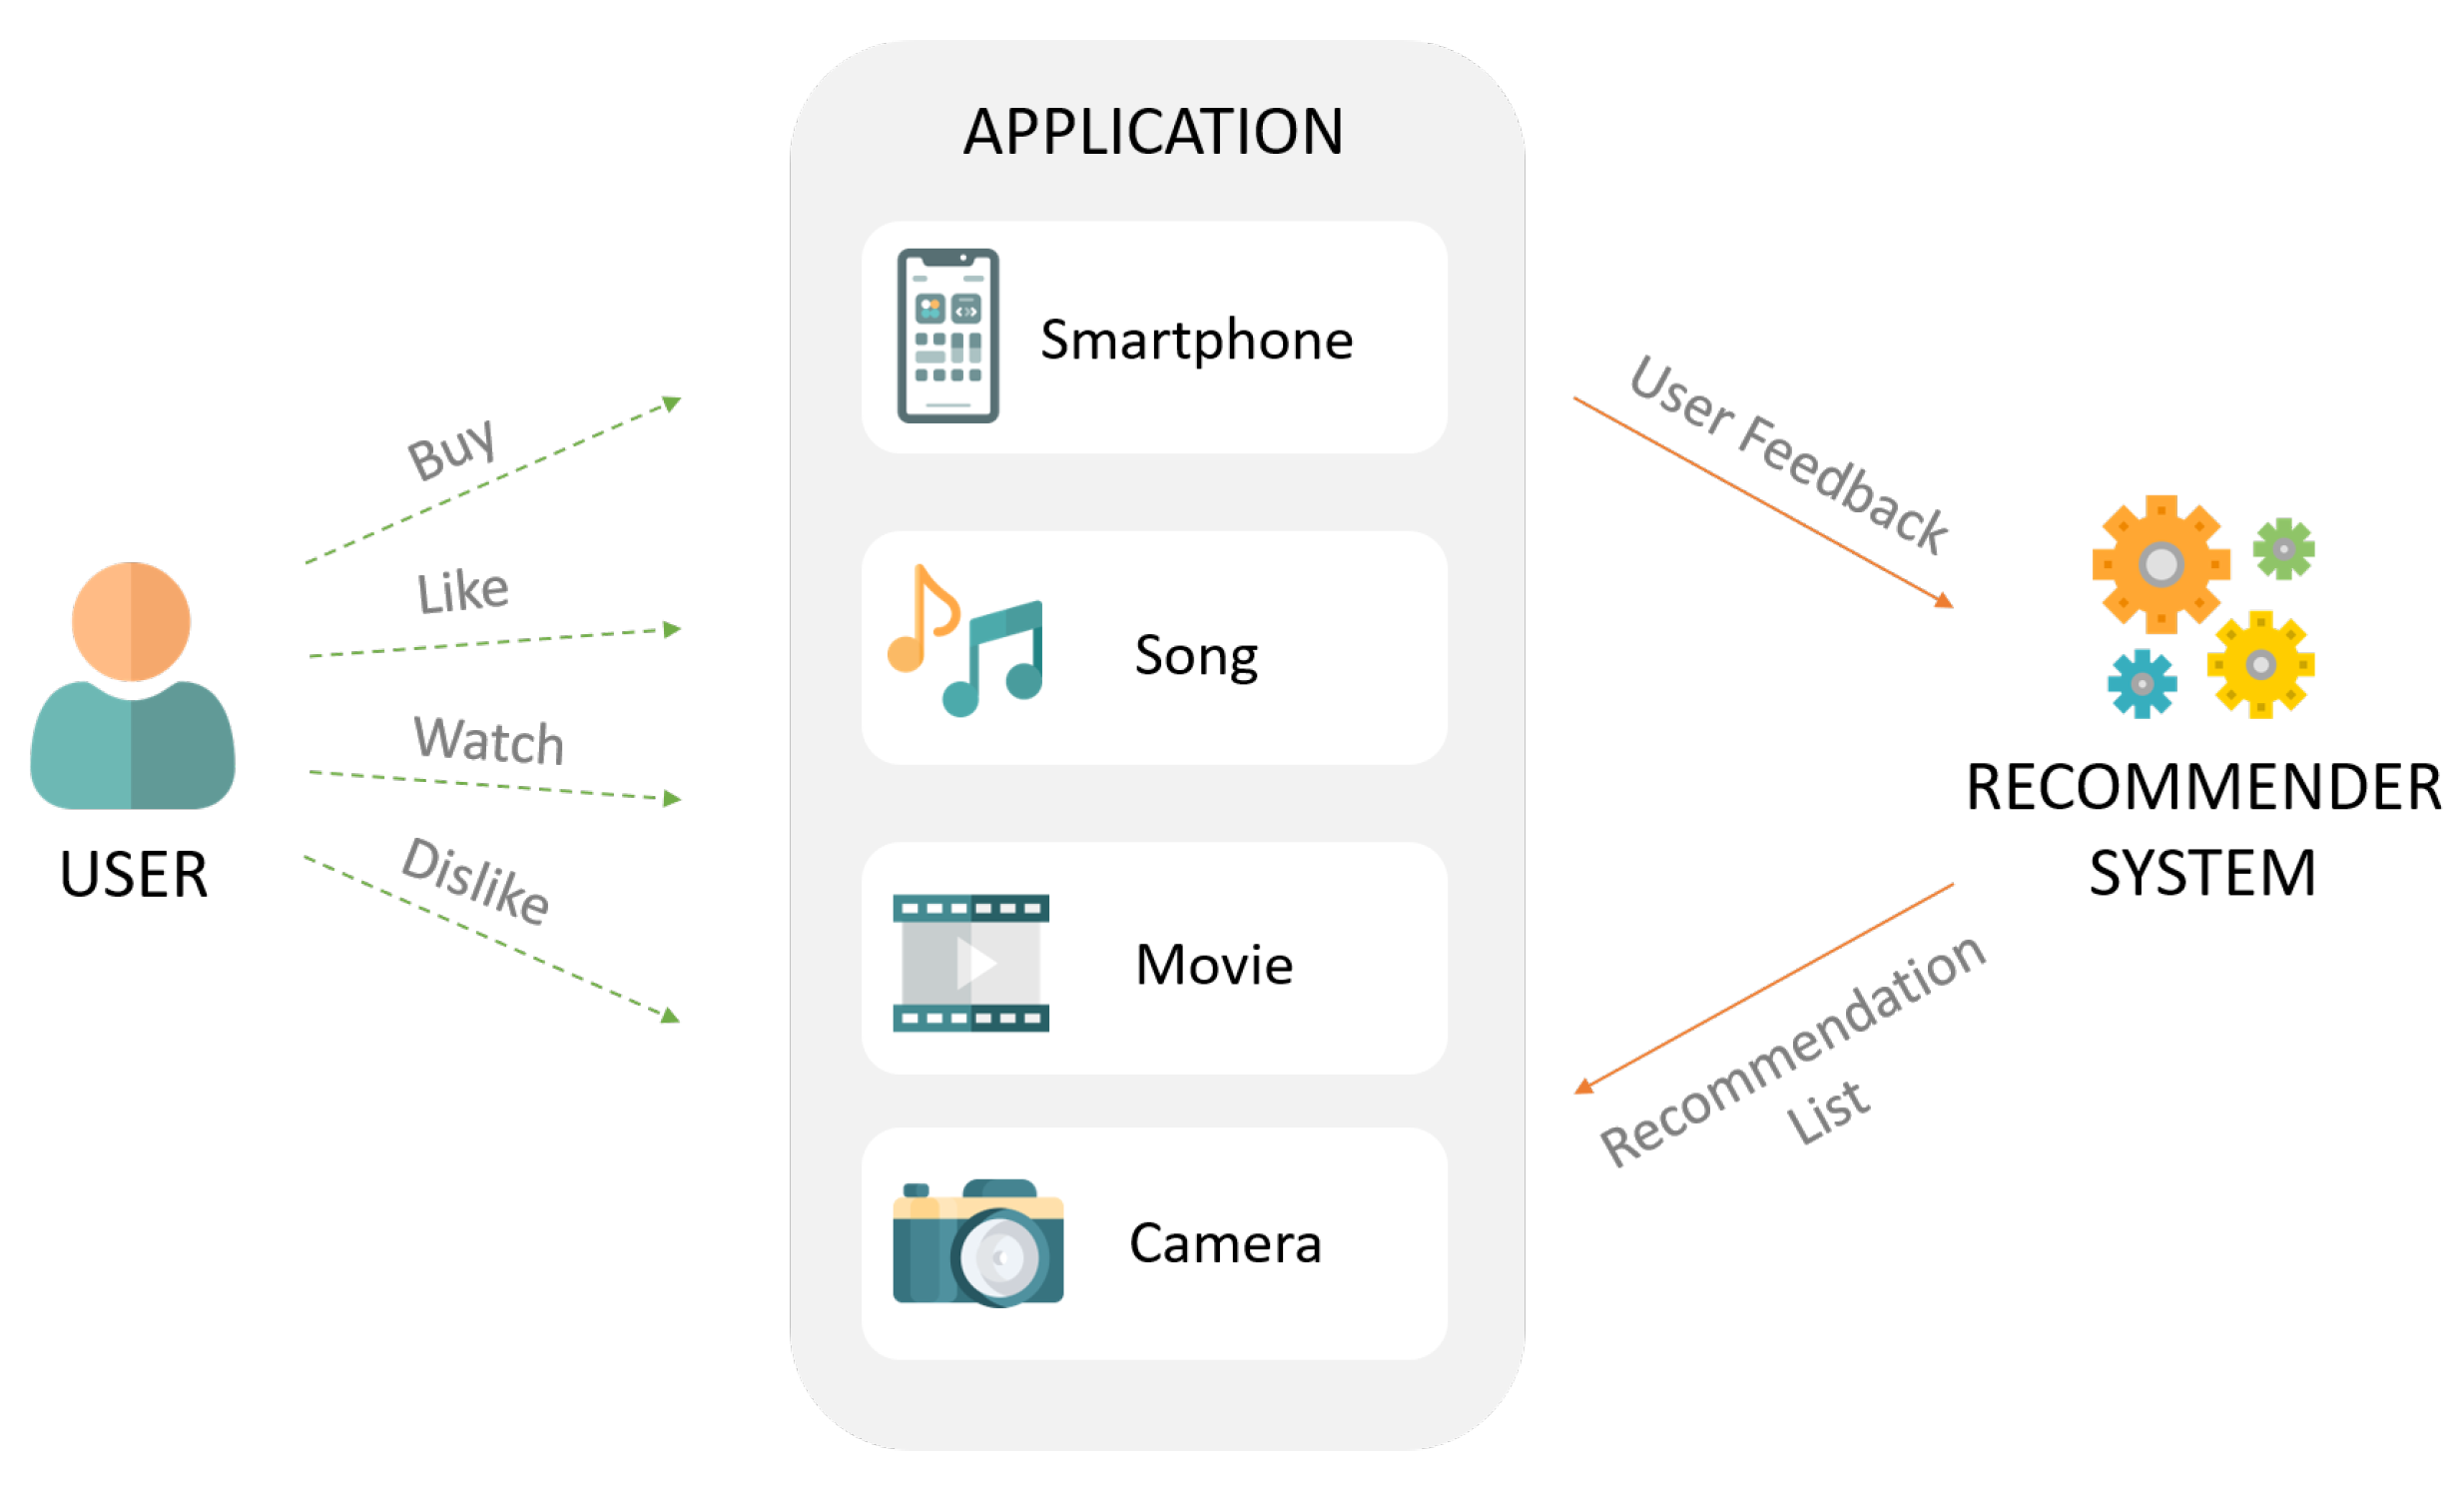 APPLICATION
Smartphone
Buy
User Feedback
Like
Song
Watch
RECOMMENDER
SYSTEM
USER
Dislike
Movie
Recommendation
List
Camera